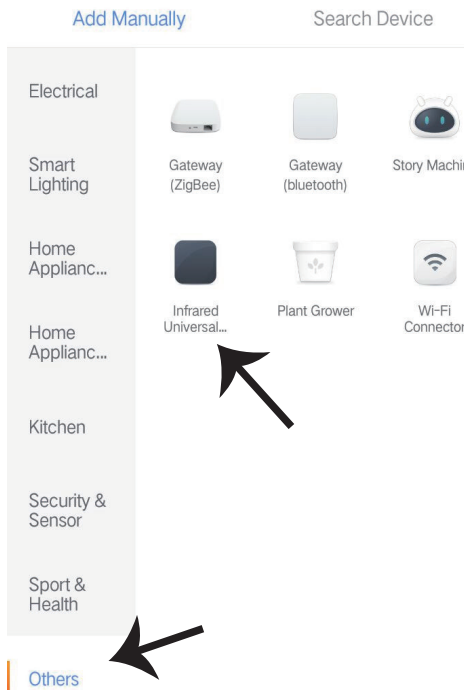 Add Manually
Search Device
Electrical
Smart
Lighting
Home
Applianc...
Home
Applianc...
Kitchen
Security &
Sensor
Sport &
Health
Others
Gateway
(ZigBee)
Gateway
(bluetooth)
Story Machin
Infrared
Universal...
Plant Grower
Wi-Fi
Connector